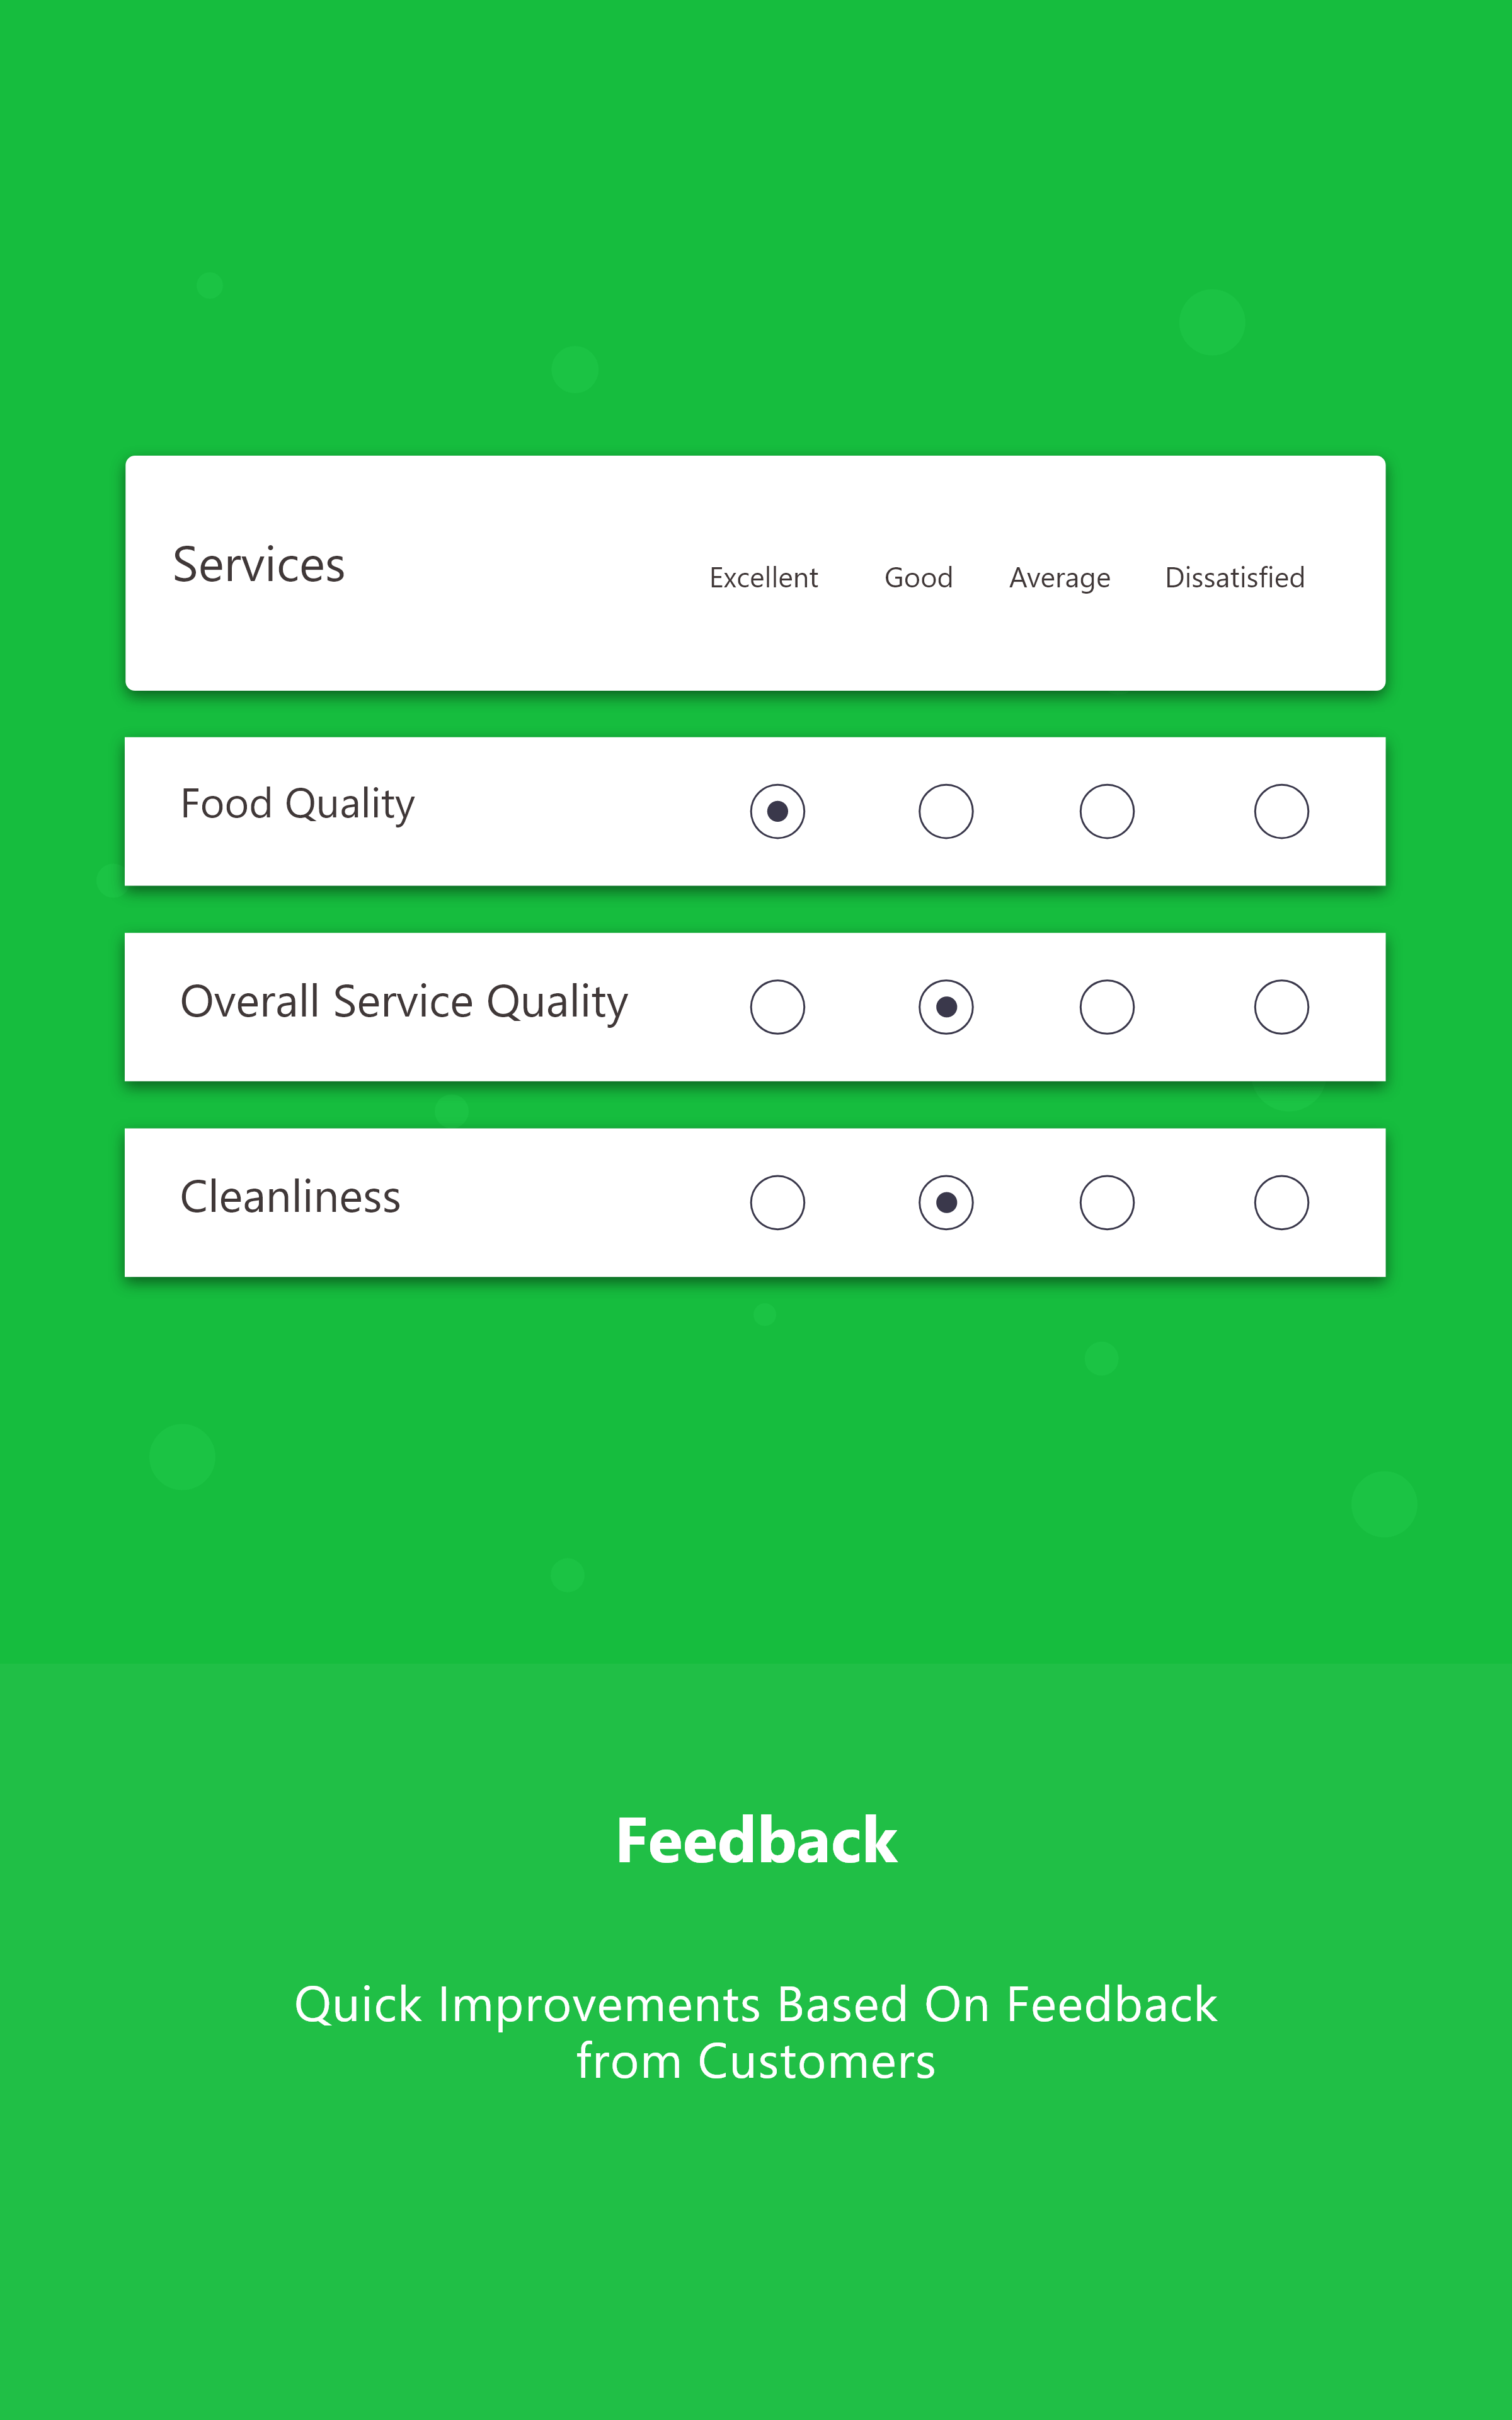 Services Excellent Good Average Dissatisfied
Food Quality
Overall Service Quality
Cleanliness
Feedback
Quick Improvements Based On Feedback
from Customers